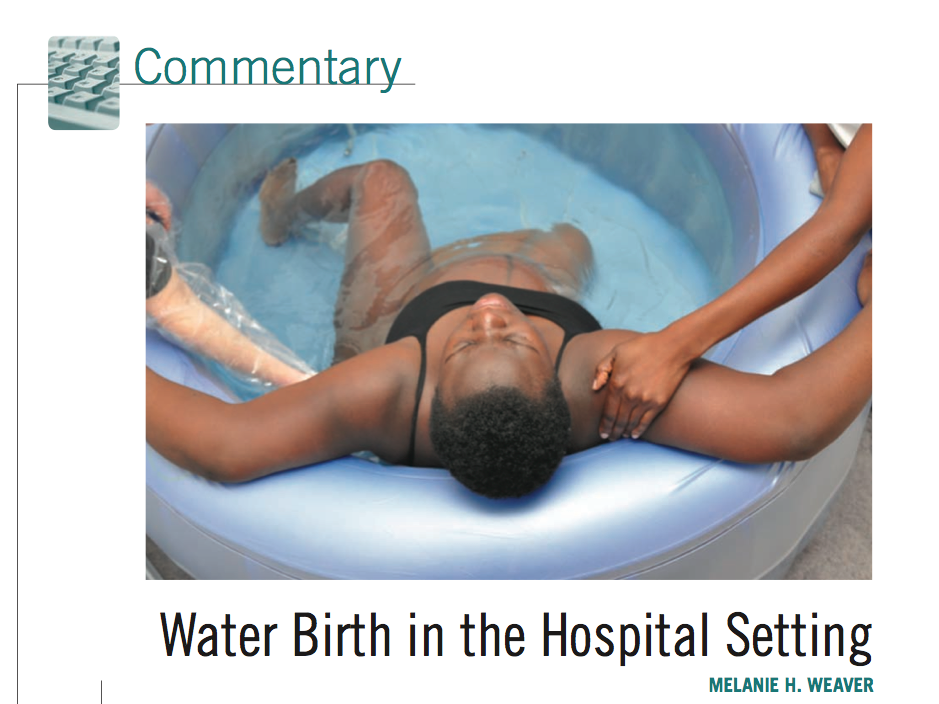 Commentary
Water Birth in the Hospital Setting
MELANIE H. WEAVER